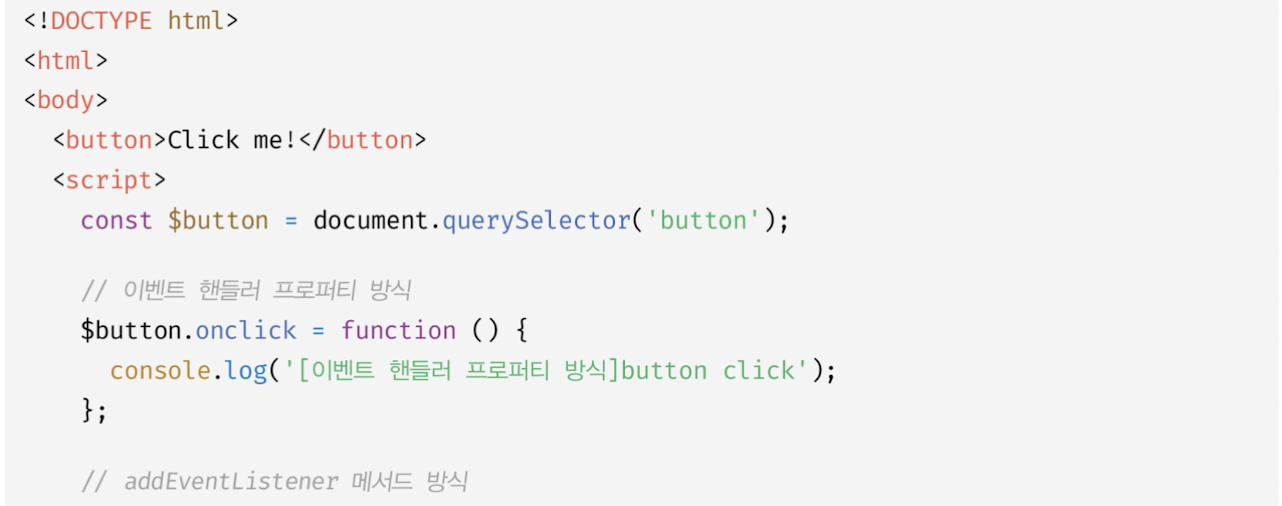 <!DOCTYPE html>
<html>
<body>
  <button>Click me!</button>
  <script>
    const $button = document.querySelector('button');

    // 이벤트 핸들러 프로퍼티 방식
    $button.onclick = function () {
      console.log('[이벤트 핸들러 프로퍼티 방식]button click');
    };

    // addEventListener 메서드 방식